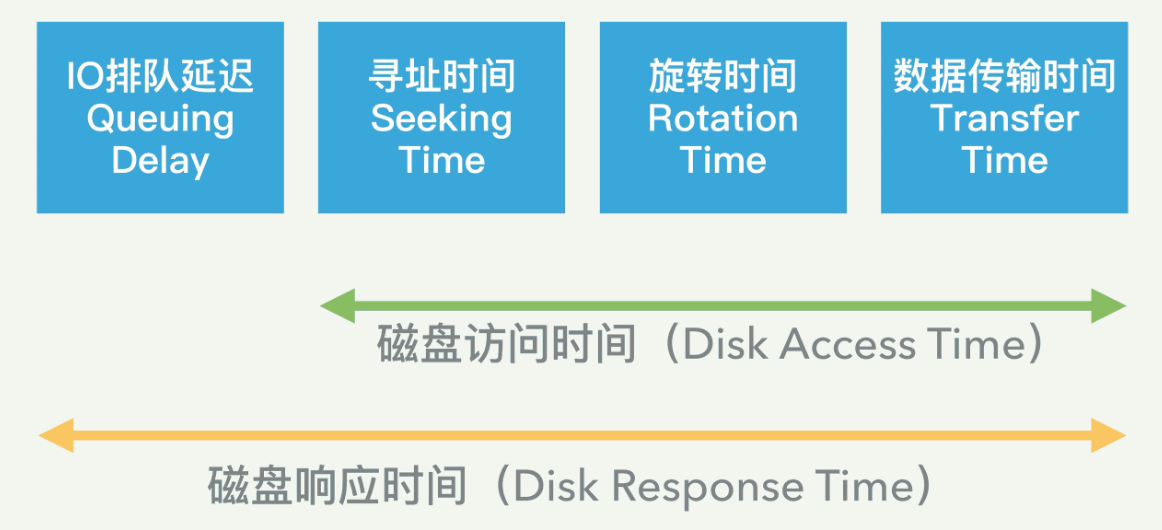 IO排队延迟
Queuing
Delay
寻址时间
Seeking
Time
旋转时间
Rotation
Time
数据传输时间
Transfer
Time
磁盘访问时间（Disk Access Time）
磁盘响应时间（Disk Response Time）